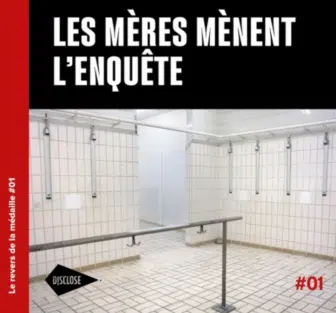 LES MÈRES MÈNENT
L'ENQUÊTE
Le revers de la médaille #01
DISCLOSE
#01